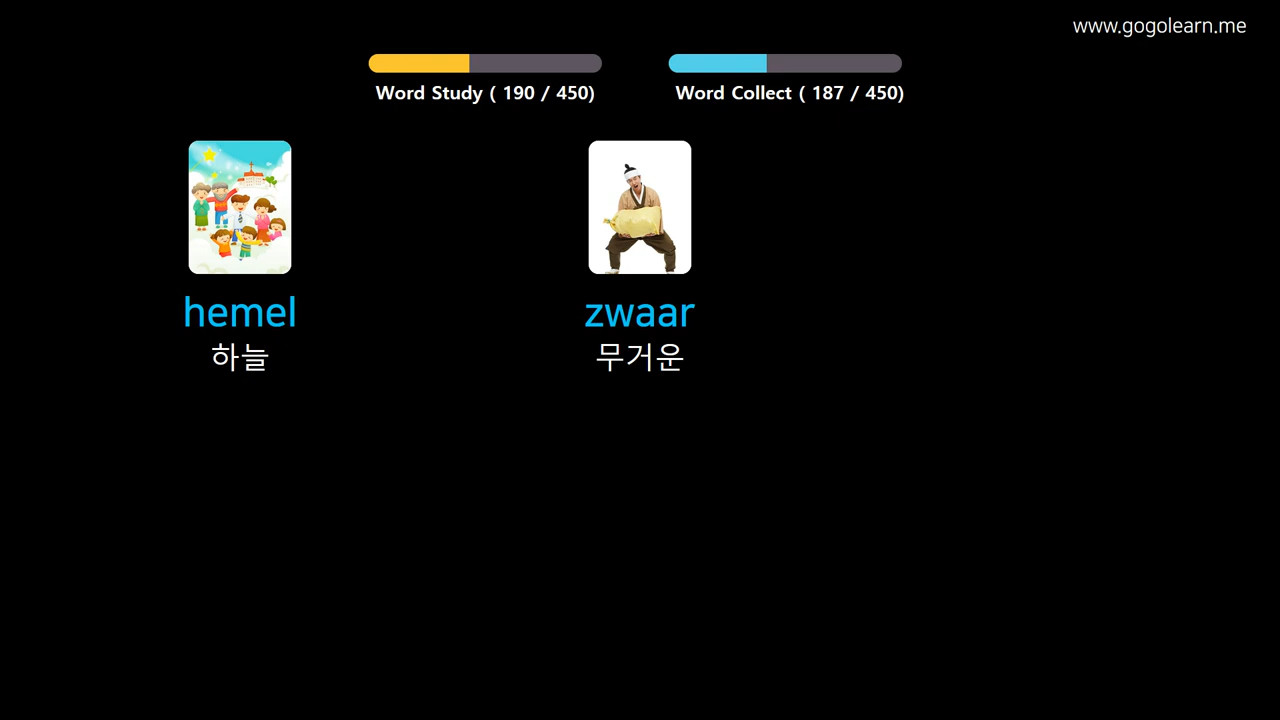 www.gogolearn.me
Word Study ( 190 / 450)
Word Collect ( 187 / 450)
hemel
하늘
zwaar
무거운